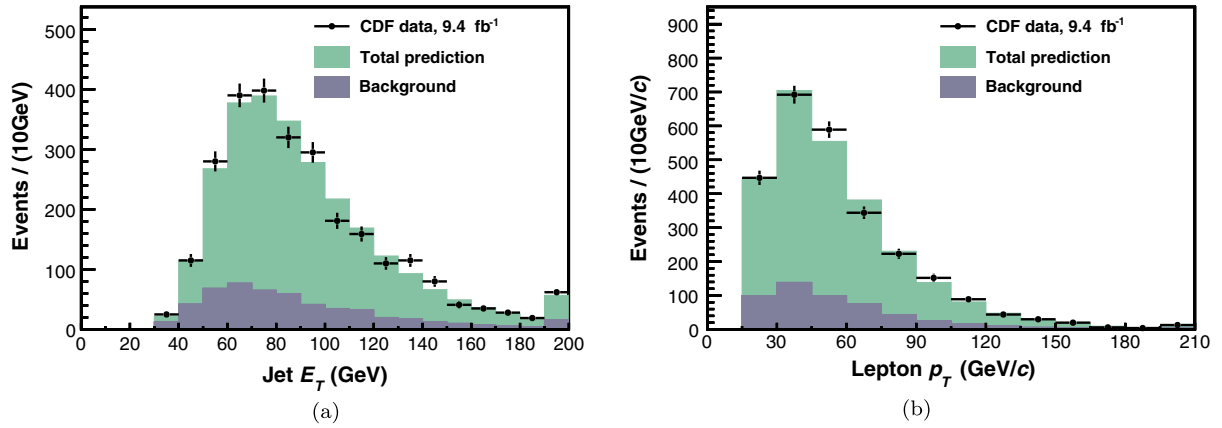 Events / (10GeV)
500
400
300
200
100
0
CDF data, 9.4 fb-1
Total prediction
Background
0 20 40 60 80 100 120 140 160 180 200
Jet E_T (GeV)
(a)
Events / (10GeV/c)
900
800
700
600
500
400
300
200
100
0
CDF data, 9.4 fb-1
Total prediction
Background
0 30 60 90 120 150 180 210
Lepton p_T (GeV/c)
(b)